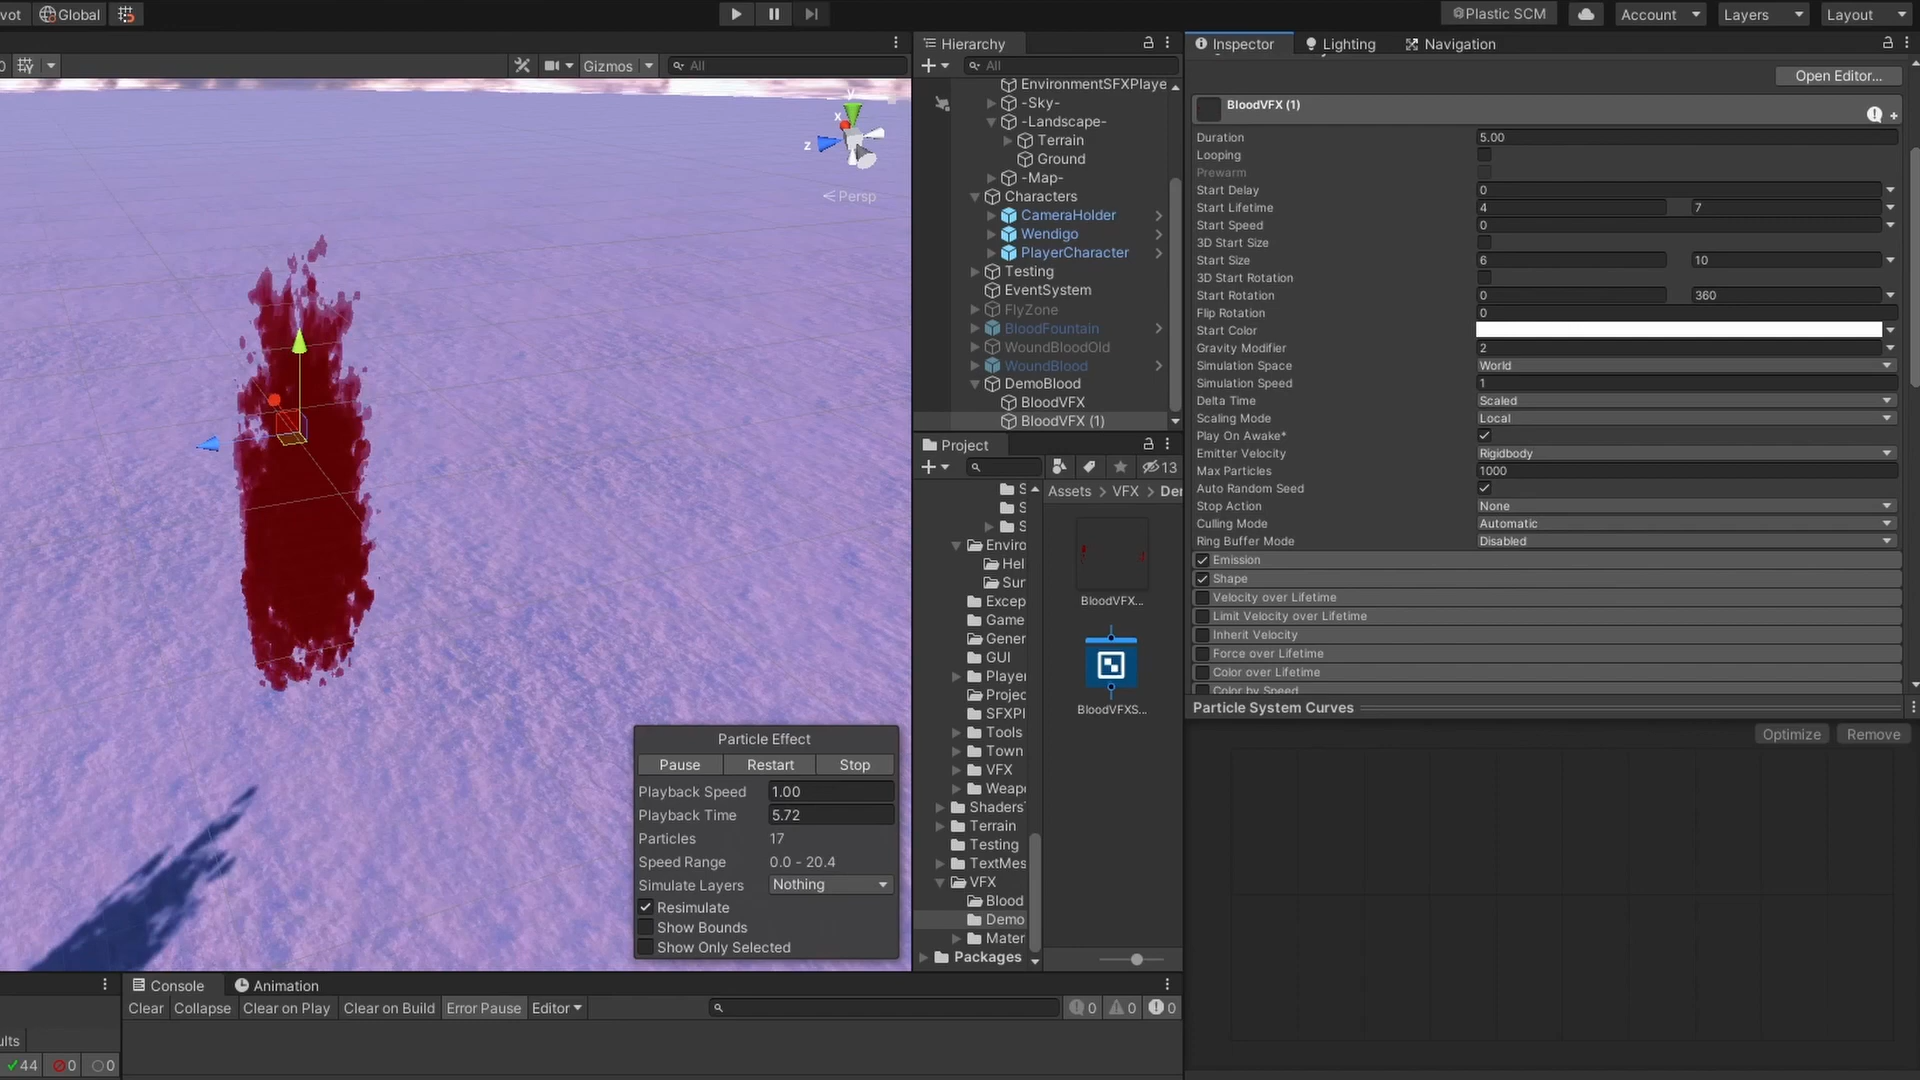 vot
Global
Plastic SCM
Account
Layers
Layout
Gizmos
All
y
x
z
Persp
Hierarchy
All
EnvironmentSFXPlaye
-Sky-
-Landscape-
Terrain
Ground
-Map-
Characters
CameraHolder
Wendigo
PlayerCharacter
Testing
EventSystem
FlyZone
BloodFountain
WoundBloodOld
WoundBlood
DemoBlood
BloodVFX
BloodVFX (1)
Project
13
Assets > VFX > Der
S
S
S
Enviro
Hel
Sur
Excep
Game
Gener
GUI
Player
Projec
SFXPl
Tools
Town
VFX
Weap
Shaders
Terrain
Testing
TextMes
VFX
Blood
Demo
Mater
Packages
BloodVFX...
BloodVFXS...
Inspector
Lighting
Navigation
Open Editor...
BloodVFX (1)
Duration 5.00
Looping
Prewarm
Start Delay 0
Start Lifetime 4 7
Start Speed 0
3D Start Size
Start Size 6 10
3D Start Rotation
Start Rotation 0 360
Flip Rotation 0
Start Color
Gravity Modifier 2
Simulation Space World
Simulation Speed 1
Delta Time Scaled
Scaling Mode Local
Play On Awake*
Emitter Velocity Rigidbody
Max Particles 1000
Auto Random Seed
Stop Action None
Culling Mode Automatic
Ring Buffer Mode Disabled
Emission
Shape
Velocity over Lifetime
Limit Velocity over Lifetime
Inherit Velocity
Force over Lifetime
Color over Lifetime
Color by Speed
Particle System Curves
Optimize
Remove
Particle Effect
Pause Restart Stop
Playback Speed 1.00
Playback Time 5.72
Particles 17
Speed Range 0.0 - 20.4
Simulate Layers Nothing
Resimulate
Show Bounds
Show Only Selected
Console
Animation
Clear Collapse Clear on Play Clear on Build Error Pause Editor
0 0 0
ults
44 0 0